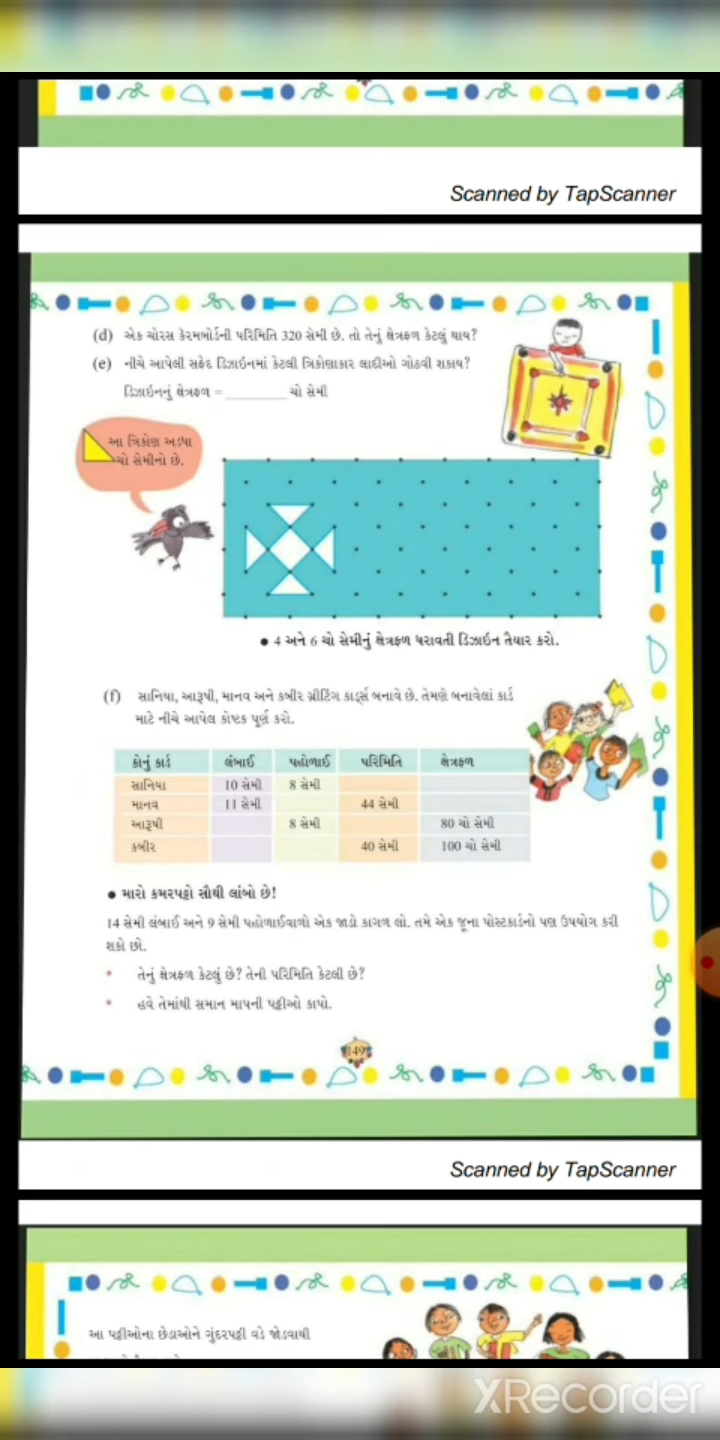 Scanned by TapScanner
(d) એક ચોરસ કૅરમબોર્ડની પરિમિતિ 320 સેમી છે. તો તેનું ક્ષેત્રફળ કેટલું થાય?
(e) નીચે આપેલી સફેદ ડિઝાઇનમાં કેટલી ત્રિકોણાકાર લાદીઓ ગોઠવી શકાય?
ડિઝાઇનનું ક્ષેત્રફળ = ________ ચો સેમી
આ ત્રિકોણ અડધા
ચો સેમીનો છે.
● 4 અને 6 ચો સેમીનું ક્ષેત્રફળ ધરાવતી ડિઝાઇન તૈયાર કરો.
(f) સાનિયા, આરૂષી, માનવ અને કબીર ગ્રીટિંગ કાર્ડ્સ બનાવે છે. તેમણે બનાવેલાં કાર્ડ
માટે નીચે આપેલ કોષ્ટક પૂર્ણ કરો.
કોનું કાર્ડ લંબાઈ પહોળાઈ પરિમિતિ ક્ષેત્રફળ
સાનિયા 10 સેમી 8 સેમી
માનવ 11 સેમી 44 સેમી
આરૂષી 8 સેમી 80 ચો સેમી
કબીર 40 સેમી 100 ચો સેમી
● મારો કમરપટ્ટો સૌથી લાંબો છે!
14 સેમી લંબાઈ અને 9 સેમી પહોળાઈવાળો એક જાડો કાગળ લો. તમે એક જૂના પોસ્ટકાર્ડનો પણ ઉપયોગ કરી
શકો છો.
• તેનું ક્ષેત્રફળ કેટલું છે? તેની પરિમિતિ કેટલી છે?
• હવે તેમાંથી સમાન માપની પટ્ટીઓ કાપો.
149
Scanned by TapScanner
આ પટ્ટીઓના છેડાઓને ગુંદરપટ્ટી વડે જોડવાથી
XRecorder